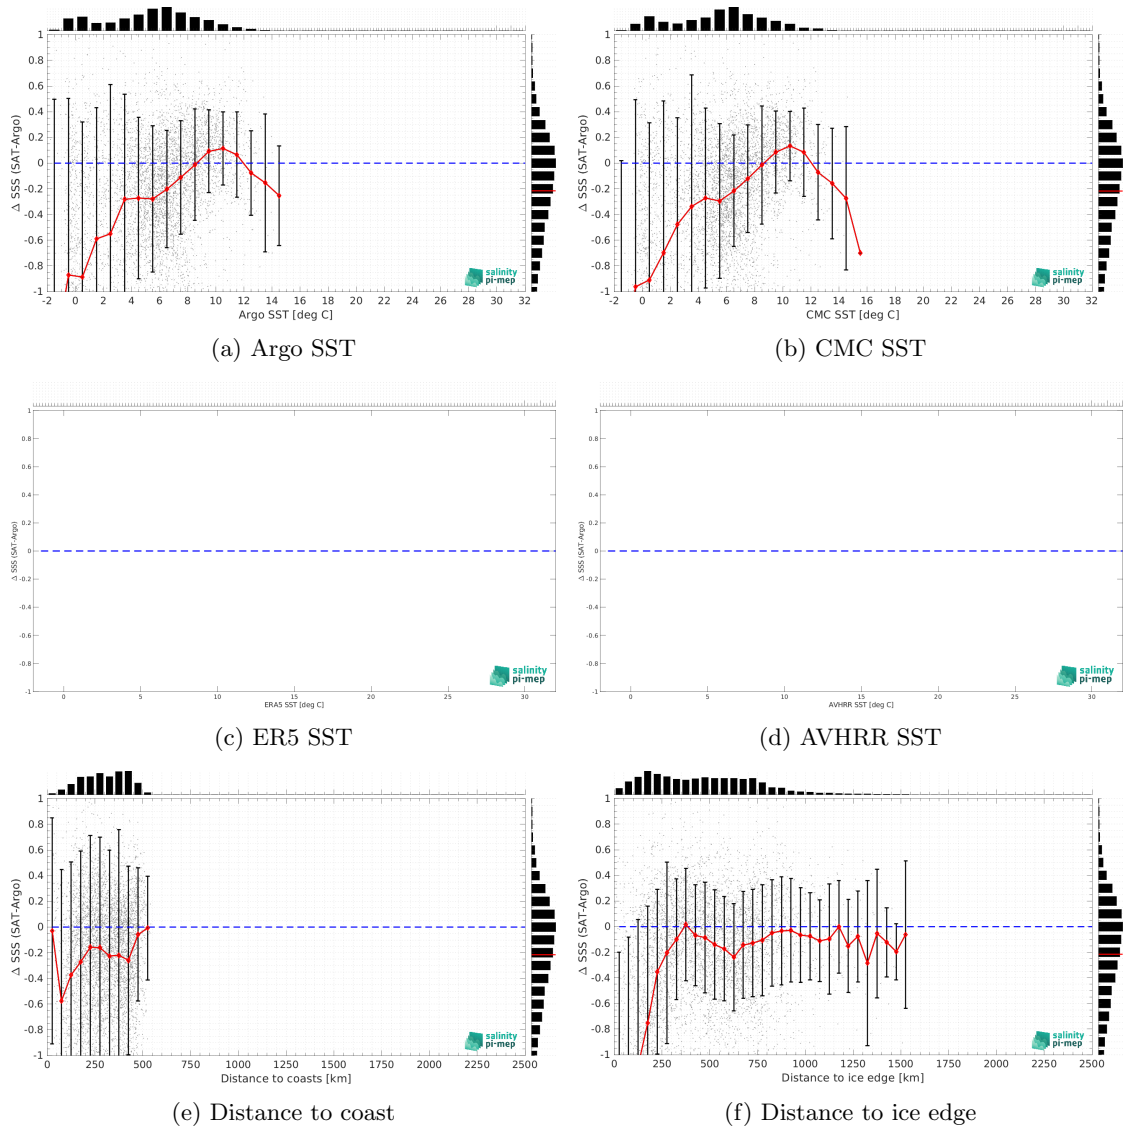 1
0.8
0.6
0.4
0.2
0
-0.2
-0.4
-0.6
-0.8
-1
Δ SSS (SAT-Argo)
-2 0 2 4 6 8 10 12 14 16 18 20 22 24 26 28 30 32
Argo SST [deg C]
salinity
pi-mep
(a) Argo SST
1
0.8
0.6
0.4
0.2
0
-0.2
-0.4
-0.6
-0.8
-1
Δ SSS (SAT-Argo)
-2 0 2 4 6 8 10 12 14 16 18 20 22 24 26 28 30 32
CMC SST [deg C]
salinity
pi-mep
(b) CMC SST
1
0.8
0.6
0.4
0.2
0
-0.2
-0.4
-0.6
-0.8
-1
Δ SSS (SAT-Argo)
0 5 10 15 20 25 30
ERA5 SST [deg C]
salinity
pi-mep
(c) ER5 SST
1
0.8
0.6
0.4
0.2
0
-0.2
-0.4
-0.6
-0.8
-1
Δ SSS (SAT-Argo)
0 5 10 15 20 25 30
AVHRR SST [deg C]
salinity
pi-mep
(d) AVHRR SST
1
0.8
0.6
0.4
0.2
0
-0.2
-0.4
-0.6
-0.8
-1
Δ SSS (SAT-Argo)
0 250 500 750 1000 1250 1500 1750 2000 2250 2500
Distance to coasts [km]
salinity
pi-mep
(e) Distance to coast
1
0.8
0.6
0.4
0.2
0
-0.2
-0.4
-0.6
-0.8
-1
Δ SSS (SAT-Argo)
0 250 500 750 1000 1250 1500 1750 2000 2250 2500
Distance to ice edge [km]
salinity
pi-mep
(f) Distance to ice edge